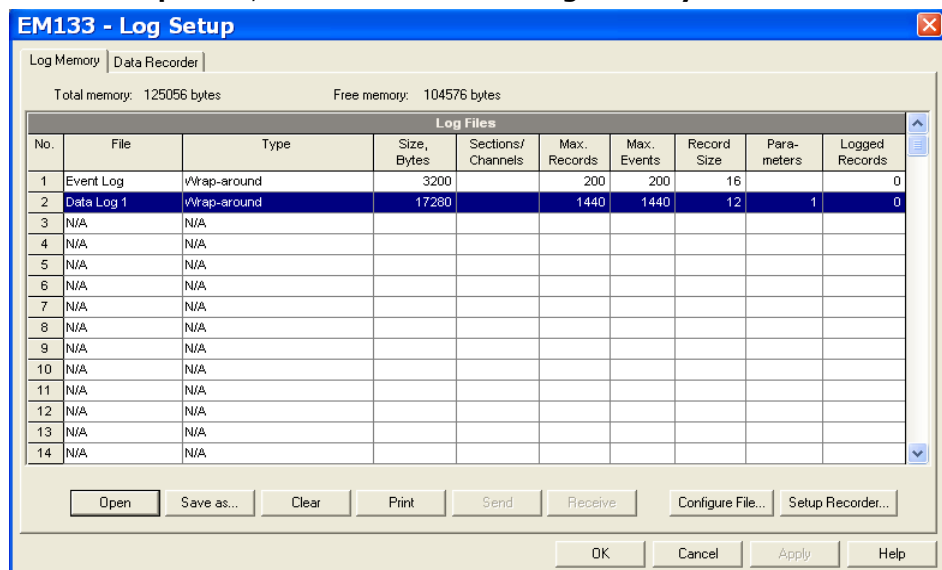 EM133 - Log Setup
Log Memory Data Recorder
Total memory: 125056 bytes Free memory: 104576 bytes
Log Files
No. File Type Size, Bytes Sections/ Channels Max. Records Max. Events Record Size Para- meters Logged Records
1 Event Log Wrap-around 3200 200 200 16 0
2 Data Log 1 Wrap-around 17280 1440 1440 12 1 0
3 N/A N/A
4 N/A N/A
5 N/A N/A
6 N/A N/A
7 N/A N/A
8 N/A N/A
9 N/A N/A
10 N/A N/A
11 N/A N/A
12 N/A N/A
13 N/A N/A
14 N/A N/A
Open Save as... Clear Print Send Receive Configure File... Setup Recorder...
OK Cancel Apply Help